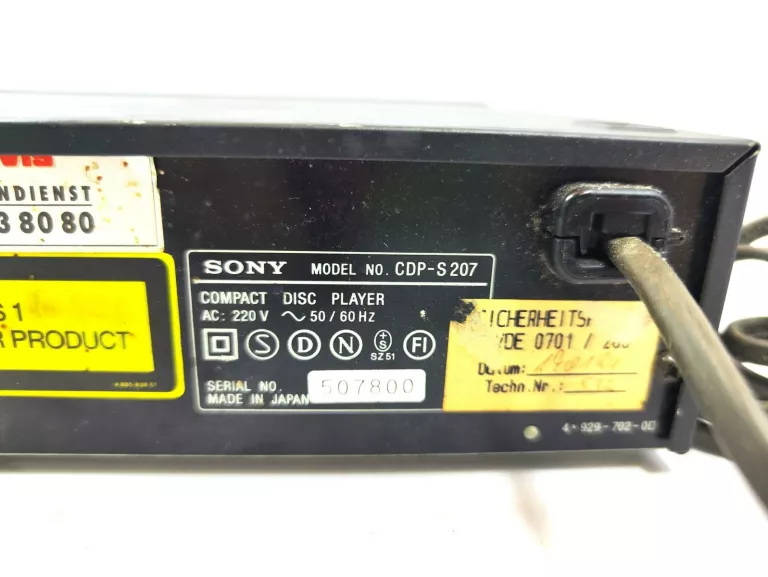 NDIENST
3 80 80
1
PRODUCT
SONY MODEL NO. CDP-S207
COMPACT DISC PLAYER
AC: 220 V ~ 50/60 HZ
S D N +S FI
SZ 51
SERIAL NO. 507800
MADE IN JAPAN
SICHERHEITS
VDE 0701 /
Datum:
Techn.Nr.:
4-929-702-0